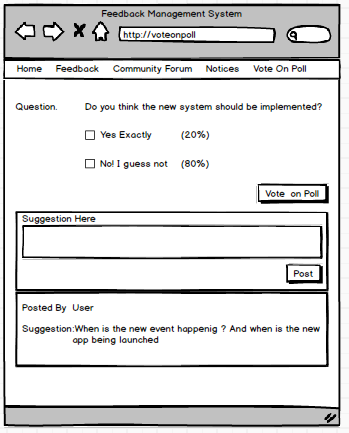 Feedback Management System
http://voteonpoll
Home Feedback Community Forum Notices Vote On Poll
Question. Do you think the new system should be implemented?
Yes Exactly (20%)
No! I guess not (80%)
Vote on Poll
Suggestion Here
Post
Posted By User
Suggestion:When is the new event happenig ? And when is the new
app being launched